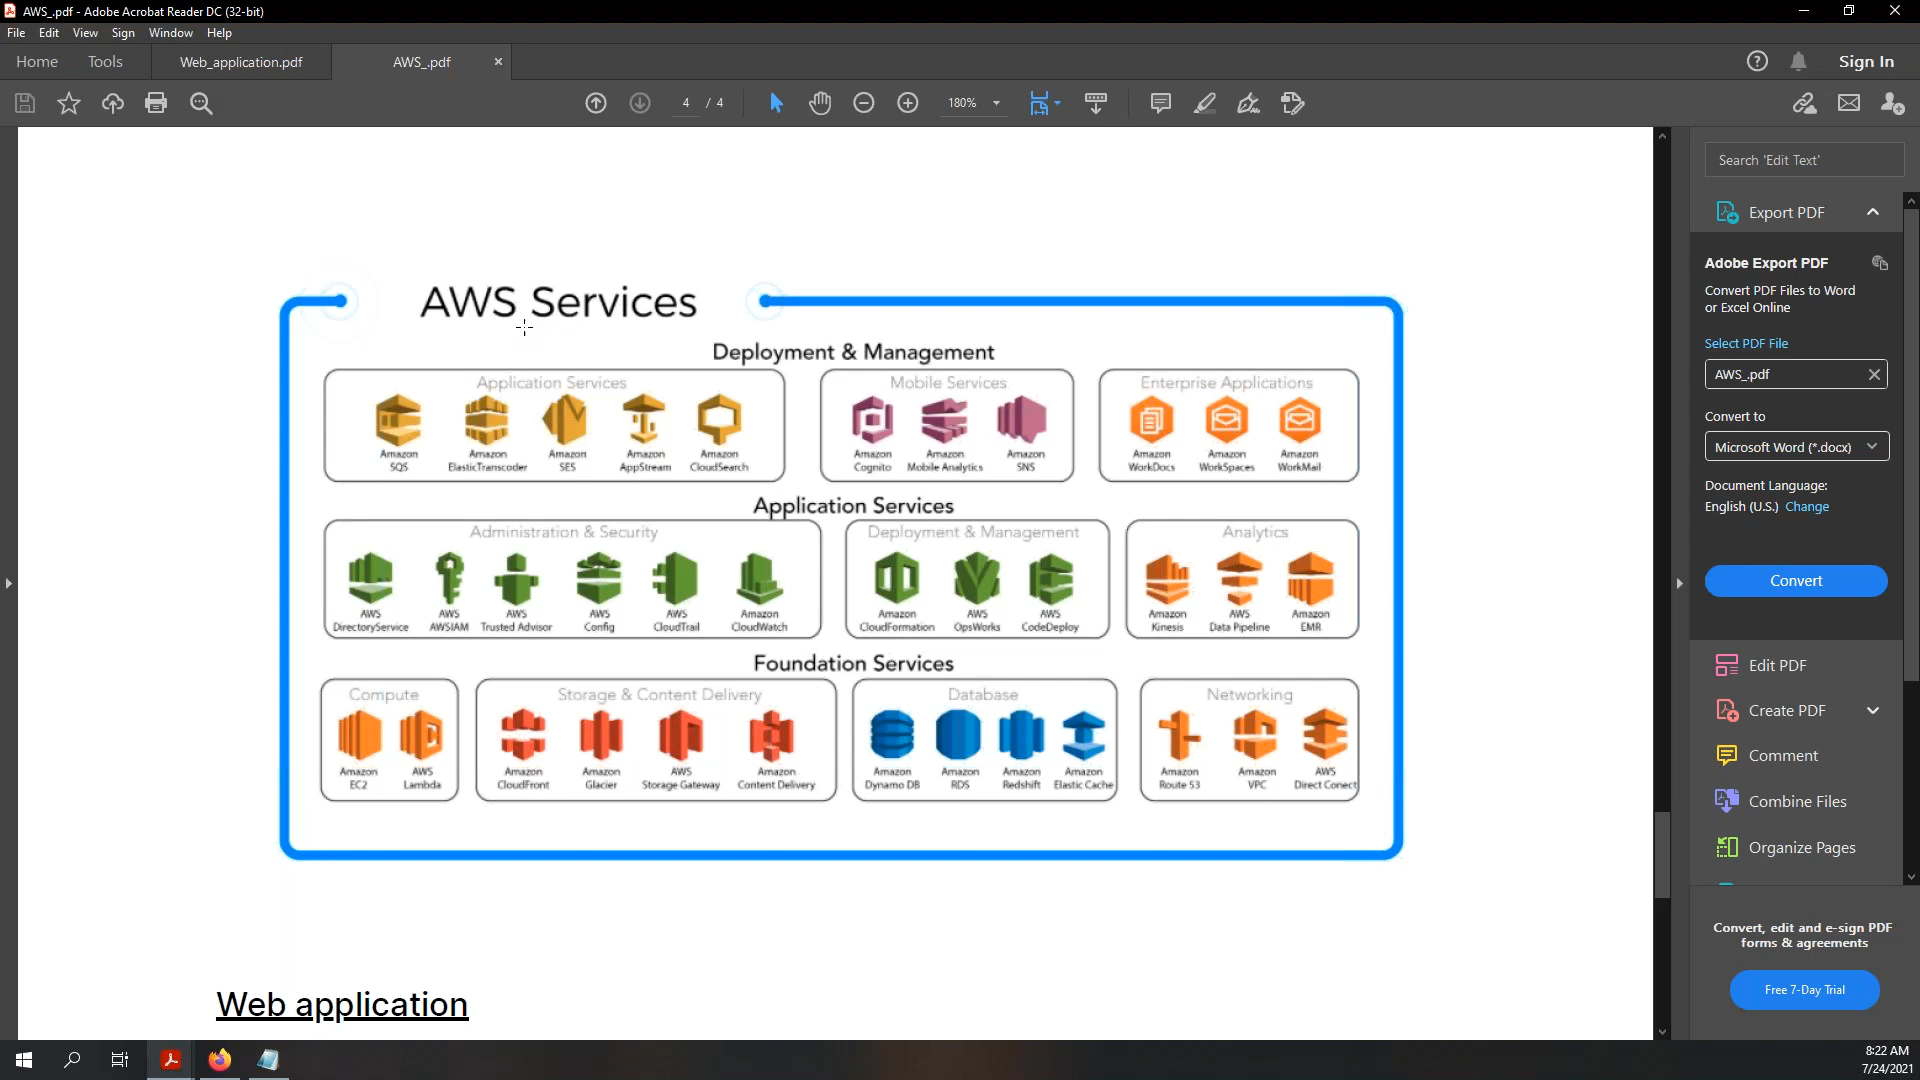 AWS_.pdf - Adobe Acrobat Reader DC (32-bit)
File Edit View Sign Window Help
Home Tools Web_application.pdf AWS_.pdf × Sign In
4 / 4 180%
Search 'Edit Text'
Export PDF
Adobe Export PDF
Convert PDF Files to Word
or Excel Online
Select PDF File
AWS_.pdf
Convert to
Microsoft Word (*.docx)
Document Language:
English (U.S.) Change
Convert
Edit PDF
Create PDF
Comment
Combine Files
Organize Pages
Convert, edit and e-sign PDF
forms & agreements
Free 7-Day Trial
AWS Services
Deployment & Management
Application Services
Amazon SQS
Amazon ElasticTranscoder
Amazon SES
Amazon AppStream
Amazon CloudSearch
Mobile Services
Amazon Cognito
Amazon Mobile Analytics
Amazon SNS
Enterprise Applications
Amazon WorkDocs
Amazon WorkSpaces
Amazon WorkMail
Application Services
Administration & Security
AWS DirectoryService
AWS AWSIAM
AWS Trusted Advisor
AWS Config
AWS CloudTrail
Amazon CloudWatch
Deployment & Management
Amazon CloudFormation
AWS OpsWorks
AWS CodeDeploy
Analytics
Amazon Kinesis
AWS Data Pipeline
Amazon EMR
Foundation Services
Compute
Amazon EC2
AWS Lambda
Storage & Content Delivery
Amazon CloudFront
Amazon Glacier
AWS Storage Gateway
Amazon Content Delivery
Database
Amazon Dynamo DB
Amazon RDS
Amazon Redshift
Amazon Elastic Cache
Networking
Amazon Route 53
Amazon VPC
AWS Direct Conect
Web application
8:22 AM
7/24/2021